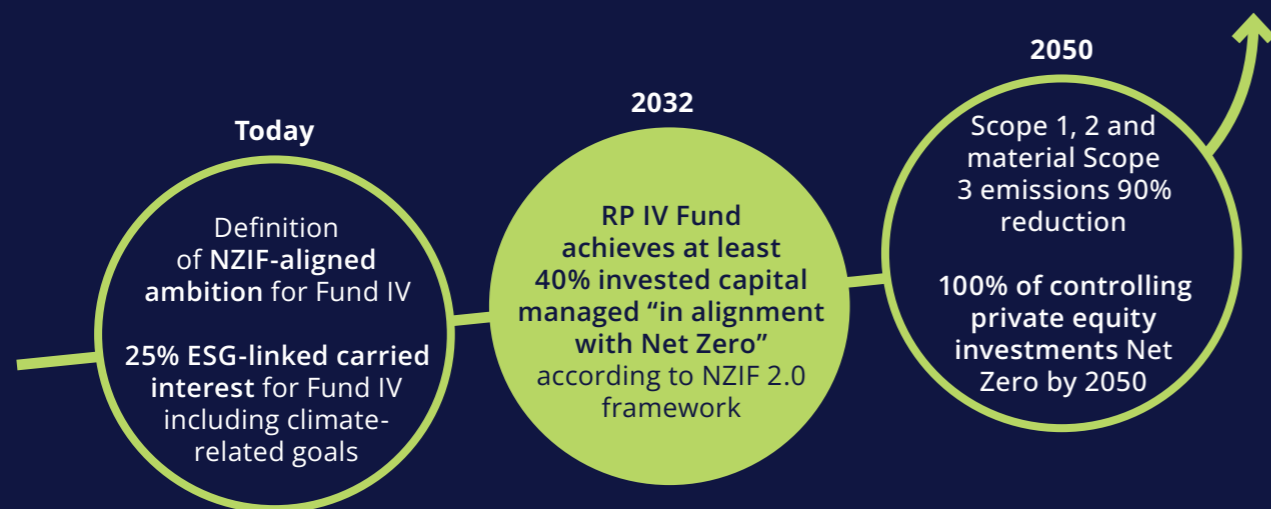 Today
Definition
of NZIF-aligned
ambition for Fund IV
25% ESG-linked carried
interest for Fund IV
including climate-
related goals
2032
RP IV Fund
achieves at least
40% invested capital
managed “in alignment
with Net Zero”
according to NZIF 2.0
framework
2050
Scope 1, 2 and
material Scope
3 emissions 90%
reduction
100% of controlling
private equity
investments Net
Zero by 2050